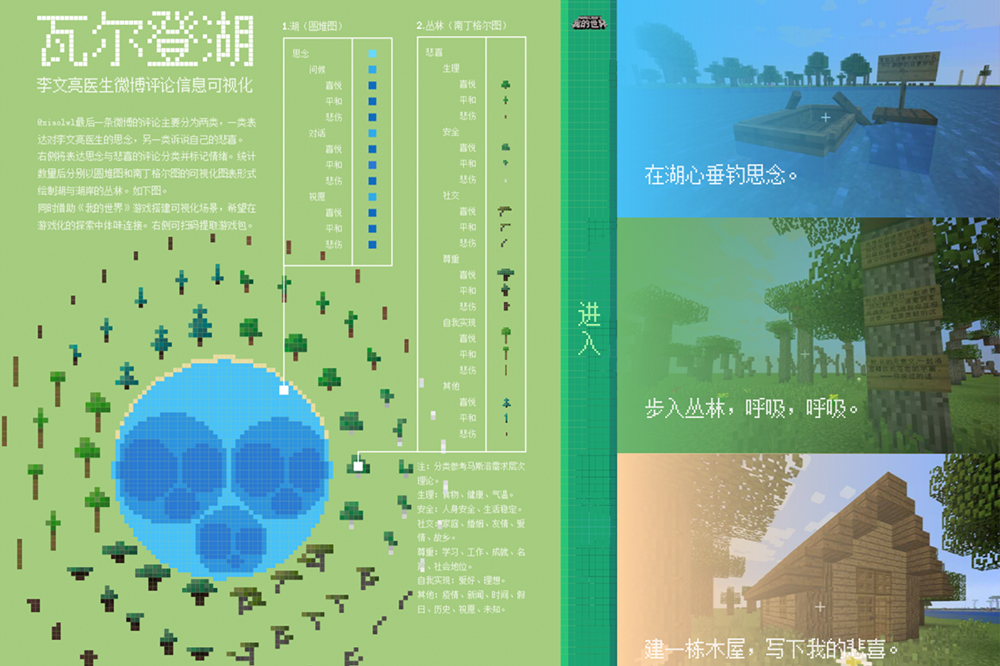 瓦尔登湖
李文亮医生微博评论信息可视化
@xiaolwl最后一条微博的评论主要分为两类，一类表
达对李文亮医生的思念，另一类诉说自己的悲喜。
右侧将表达思念与悲喜的评论分类并标记情绪。统计
数量后分别以圆堆图和南丁格尔图的可视化图表形式
绘制湖与湖岸的丛林。如下图。
同时借助《我的世界》游戏搭建可视化场景，希望在
游戏化的探索中体味连接。右侧可扫码提取游戏包。
1.湖（圆堆图）
思念
问候
喜悦
平和
悲伤
对话
喜悦
平和
悲伤
祝愿
喜悦
平和
悲伤
2.丛林（南丁格尔图）
悲喜
生理
喜悦
平和
悲伤
安全
喜悦
平和
悲伤
社交
喜悦
平和
悲伤
尊重
喜悦
平和
悲伤
自我实现
喜悦
平和
悲伤
其他
喜悦
平和
悲伤
注：分类参考马斯洛需求层次
理论。
生理：食物、健康、气温。
安全：人身安全、生活稳定。
社交：家庭、婚姻、友情、爱
情、故乡。
尊重：学习、工作、成就、名
、社会地位。
自我实现：爱好、理想。
其他：疫情、新闻、时间、假
日、历史、祝愿、未知。
我的世界
进
入
在湖心垂钓思念。
步入丛林，呼吸，呼吸。
建一栋木屋，写下我的悲喜。